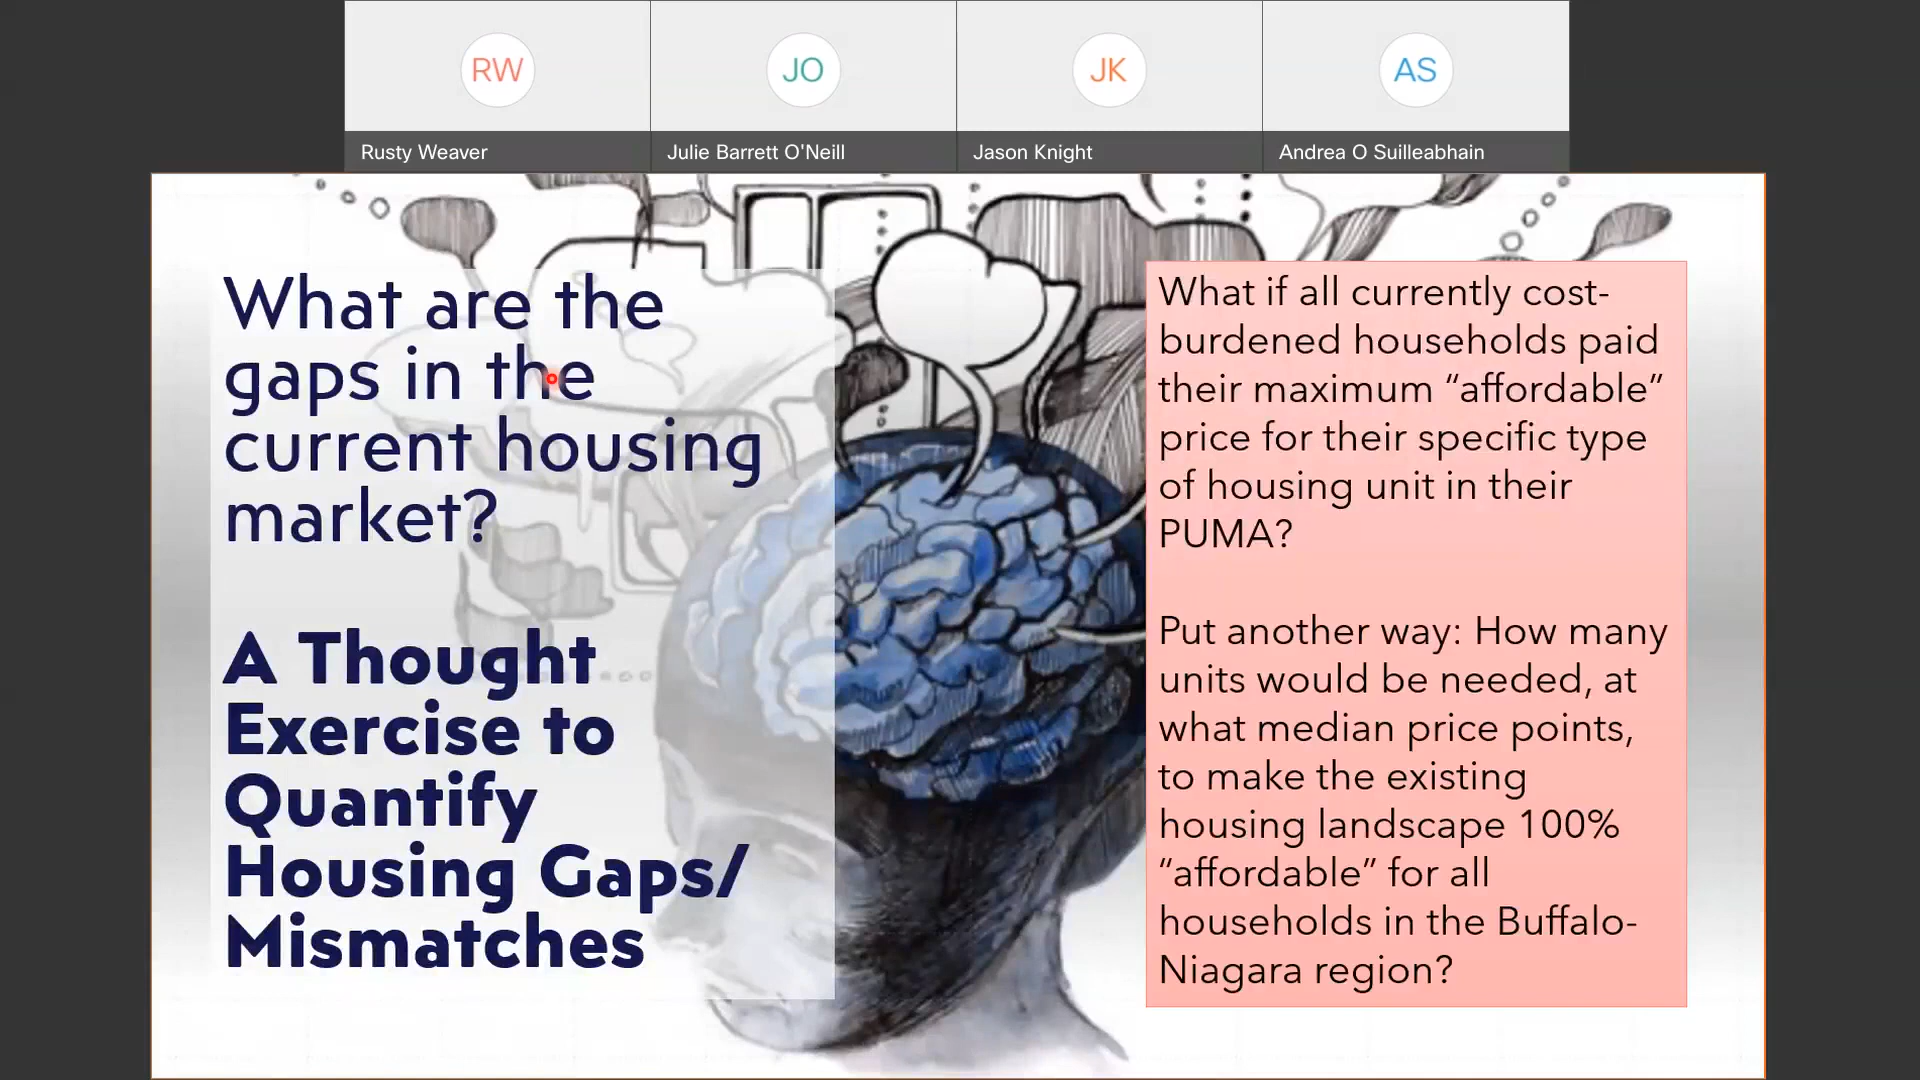 RW
JO
JK
AS
Rusty Weaver
Julie Barrett O'Neill
Jason Knight
Andrea O Suilleabhain
What are the
gaps in the
current housing
market?
A Thought
Exercise to
Quantify
Housing Gaps/
Mismatches
What if all currently cost-
burdened households paid
their maximum “affordable”
price for their specific type
of housing unit in their
PUMA?
Put another way: How many
units would be needed, at
what median price points,
to make the existing
housing landscape 100%
“affordable” for all
households in the Buffalo-
Niagara region?